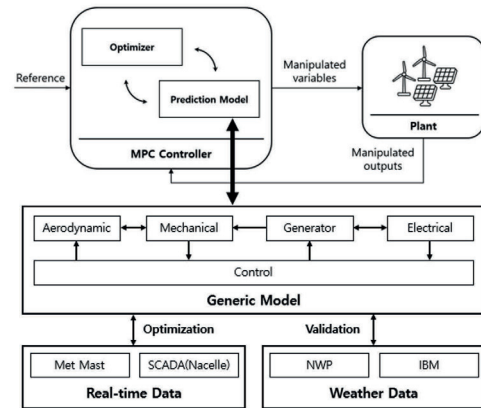 Optimizer
Prediction Model
MPC Controller
Reference
Manipulated
variables
Plant
Manipulated
outputs
Aerodynamic
Mechanical
Generator
Electrical
Control
Generic Model
Optimization
Validation
Met Mast
SCADA(Nacelle)
Real-time Data
NWP
IBM
Weather Data